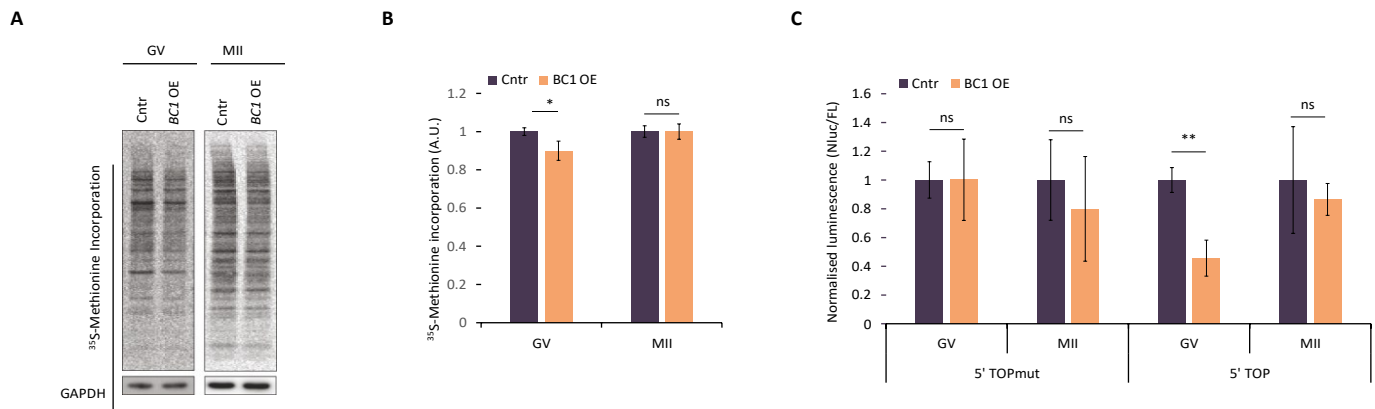 A
GV MII
Cntr BC1 OE Cntr BC1 OE
³⁵S-Methionine Incorporation
GAPDH
B
Cntr BC1 OE
³⁵S-Methionine incorporation (A.U.)
1.2
1
0.8
0.6
0.4
0.2
0
* ns
GV MII
C
Cntr BC1 OE
Normalised luminescence (Nluc/FL)
1.6
1.4
1.2
1
0.8
0.6
0.4
0.2
0
ns ns ** ns
GV MII GV MII
5' TOPmut 5' TOP